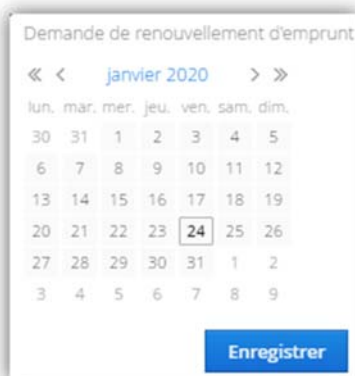 Demande de renouvellement d'emprunt
« < janvier 2020 > »
lun. mar. mer. jeu. ven. sam. dim.
30 31 1 2 3 4 5
6 7 8 9 10 11 12
13 14 15 16 17 18 19
20 21 22 23 24 25 26
27 28 29 30 31 1 2
3 4 5 6 7 8 9
Enregistrer